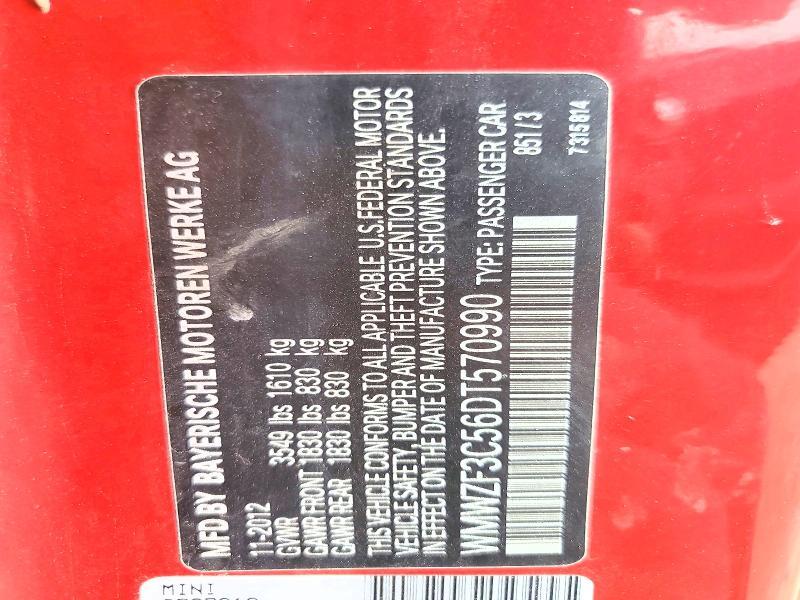 MFD BY BAYERISCHE MOTOREN WERKE AG
11-2012
GVWR 3549 lbs 1610 kg
GAWR FRONT 1830 lbs 830 kg
GAWR REAR 1830 lbs 830 kg
THIS VEHICLE CONFORMS TO ALL APPLICABLE U.S. FEDERAL MOTOR
VEHICLE SAFETY, BUMPER AND THEFT PREVENTION STANDARDS
IN EFFECT ON THE DATE OF MANUFACTURE SHOWN ABOVE.
WMWZF3C56DT570990 TYPE: PASSENGER CAR
851/3
7315814
MINI